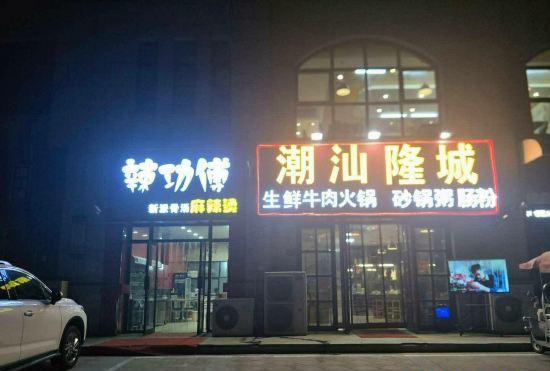 辣功傅
新派骨汤麻辣烫
潮汕隆城
生鲜牛肉火锅 砂锅粥 肠粉